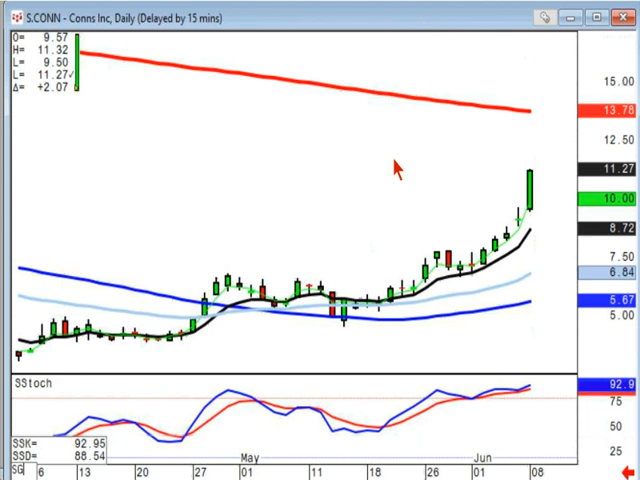 S.CONN - Conns Inc, Daily (Delayed by 15 mins)
O= 9.57
H= 11.32
L= 9.50
L= 11.27✓
Δ= +2.07
15.00
13.78
12.50
11.27
10.00
8.72
7.50
6.84
5.67
5.00
SStoch
92.9
75
50
25
SSK= 92.95
SSD= 88.54
SG 6 13 20 27 01 11 18 26 01 08
May Jun